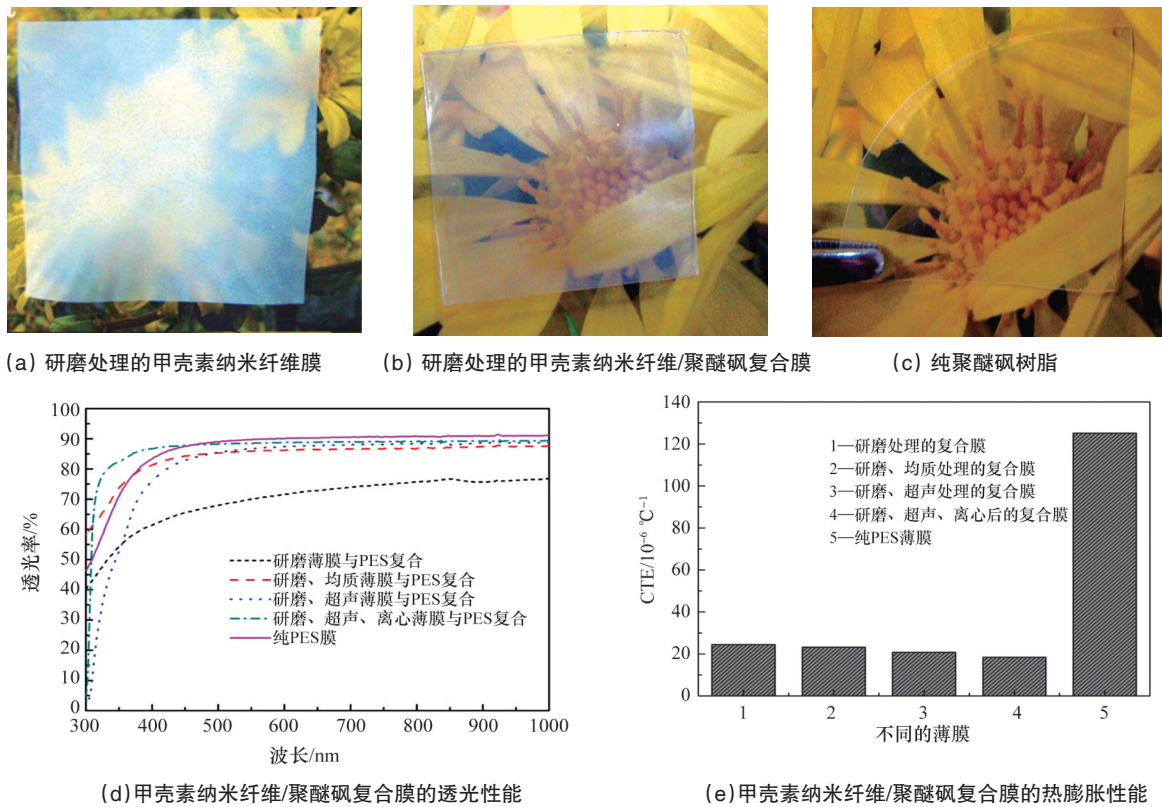 (a) 研磨处理的甲壳素纳米纤维膜
(b) 研磨处理的甲壳素纳米纤维/聚醚砜复合膜
(c) 纯聚醚砜树脂
透光率/%
100
90
80
70
60
50
40
30
20
10
0
研磨薄膜与PES复合
研磨、均质薄膜与PES复合
研磨、超声薄膜与PES复合
研磨、超声、离心薄膜与PES复合
纯PES膜
300 400 500 600 700 800 900 1000
波长/nm
(d)甲壳素纳米纤维/聚醚砜复合膜的透光性能
CTE/10⁻⁶ ℃⁻¹
140
120
100
80
60
40
20
0
1—研磨处理的复合膜
2—研磨、均质处理的复合膜
3—研磨、超声处理的复合膜
4—研磨、超声、离心后的复合膜
5—纯PES薄膜
1 2 3 4 5
不同的薄膜
(e)甲壳素纳米纤维/聚醚砜复合膜的热膨胀性能